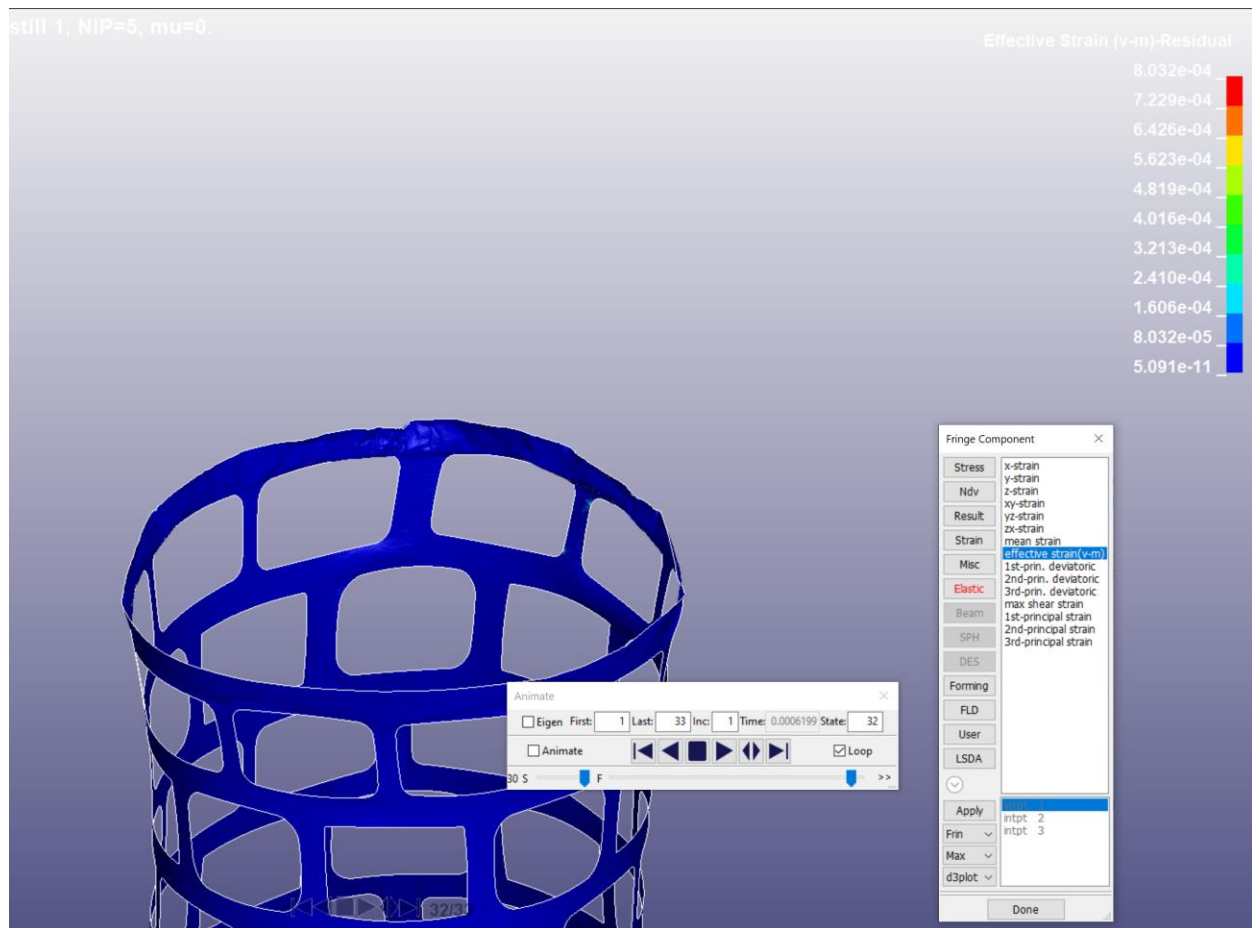 still 1, NIP=5, mu=0.
Effective Strain (v-m)-Residual
8.032e-04
7.229e-04
6.426e-04
5.623e-04
4.819e-04
4.016e-04
3.213e-04
2.410e-04
1.606e-04
8.032e-05
5.091e-11
Fringe Component
Stress
Ndv
Result
Strain
Misc
Elastic
Beam
SPH
DES
Forming
FLD
User
LSDA
Apply
Frin
Max
d3plot
x-strain
y-strain
z-strain
xy-strain
yz-strain
zx-strain
mean strain
effective strain(v-m)
1st-prin. deviatoric
2nd-prin. deviatoric
3rd-prin. deviatoric
max shear strain
1st-principal strain
2nd-principal strain
3rd-principal strain
intpt 1
intpt 2
intpt 3
Done
Animate
Eigen First: 1 Last: 33 Inc: 1 Time: 0.0006199 State: 32
Animate Loop
30 S F >>
32/33